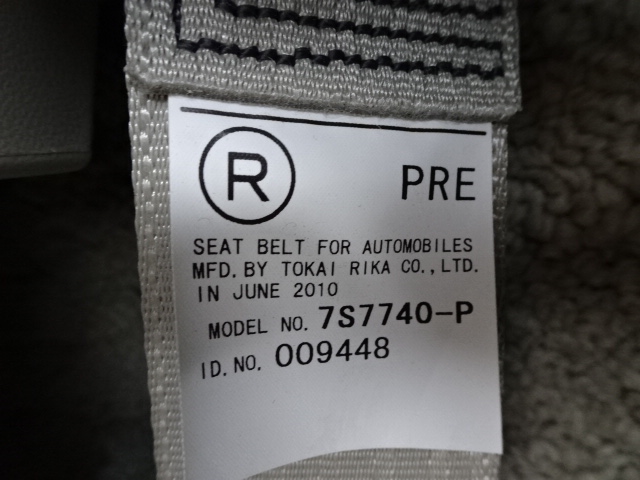 R PRE
SEAT BELT FOR AUTOMOBILES
MFD. BY TOKAI RIKA CO., LTD.
IN JUNE 2010
MODEL NO. 7S7740-P
ID. NO. 009448